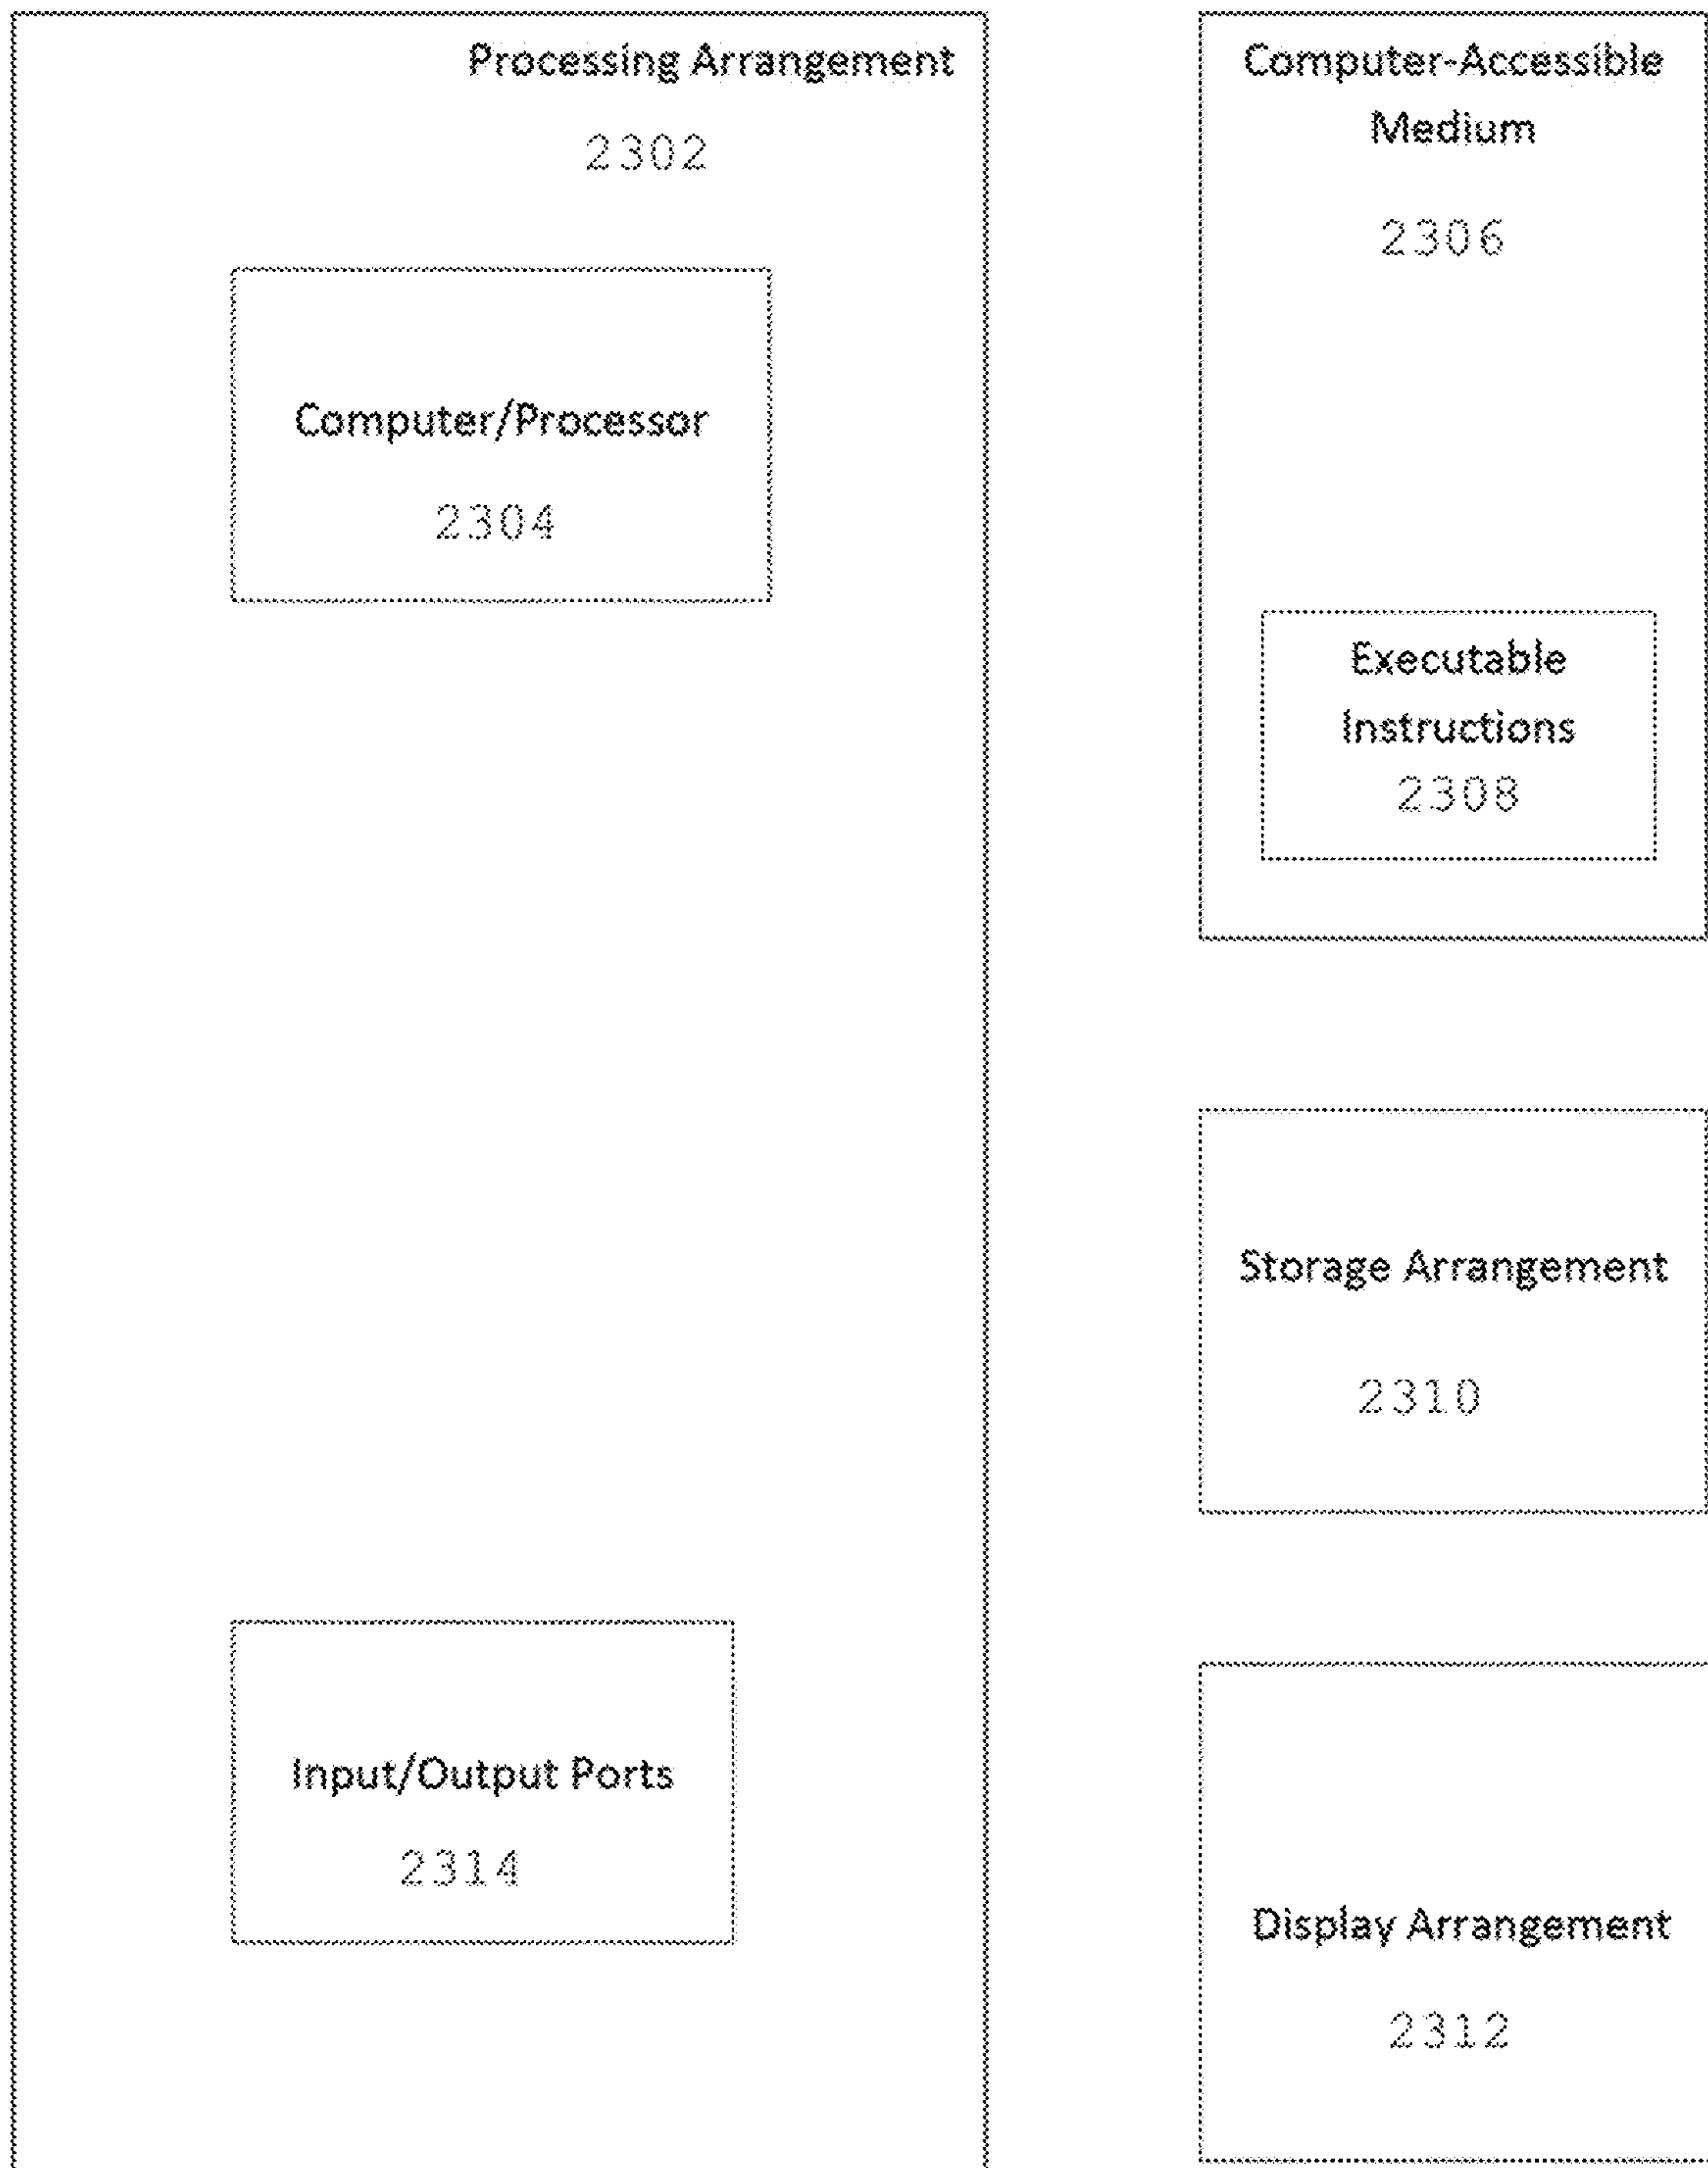 Processing Arrangement
2302
Computer/Processor
2304
Input/Output Ports
2314
Computer-Accessible
Medium
2306
Executable
Instructions
2308
Storage Arrangement
2310
Display Arrangement
2312